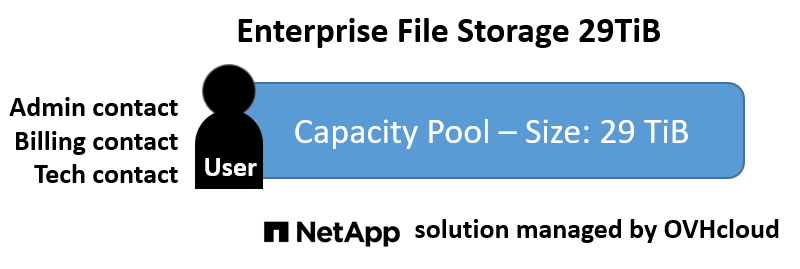 Enterprise File Storage 29TiB
Admin contact
Billing contact
Tech contact
User
Capacity Pool – Size: 29 TiB
NetApp solution managed by OVHcloud